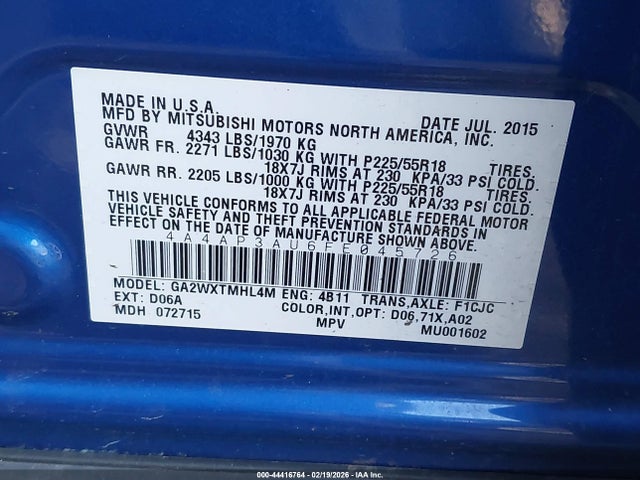 MADE IN U.S.A. DATE JUL. 2015
MFD BY MITSUBISHI MOTORS NORTH AMERICA, INC.
GVWR 4343 LBS/1970 KG
GAWR FR. 2271 LBS/1030 KG WITH P225/55R18 TIRES,
18X7J RIMS AT 230 KPA/33 PSI COLD.
GAWR RR. 2205 LBS/1000 KG WITH P225/55R18 TIRES,
18X7J RIMS AT 230 KPA/33 PSI COLD.
THIS VEHICLE CONFORMS TO ALL APPLICABLE FEDERAL MOTOR
VEHICLE SAFETY AND THEFT PREVENTION STANDARDS IN
EFFECT ON THE DATE OF MANUFACTURE SHOWN ABOVE.
4A4AP3AU6FE045726
MODEL: GA2WXTMHL4M ENG: 4B11 TRANS,AXLE: F1CJC
EXT: D06A COLOR,INT,OPT: D06,71X,A02
MDH 072715 MPV MU001602
000-44416764 - 02/19/2026 - IAA Inc.